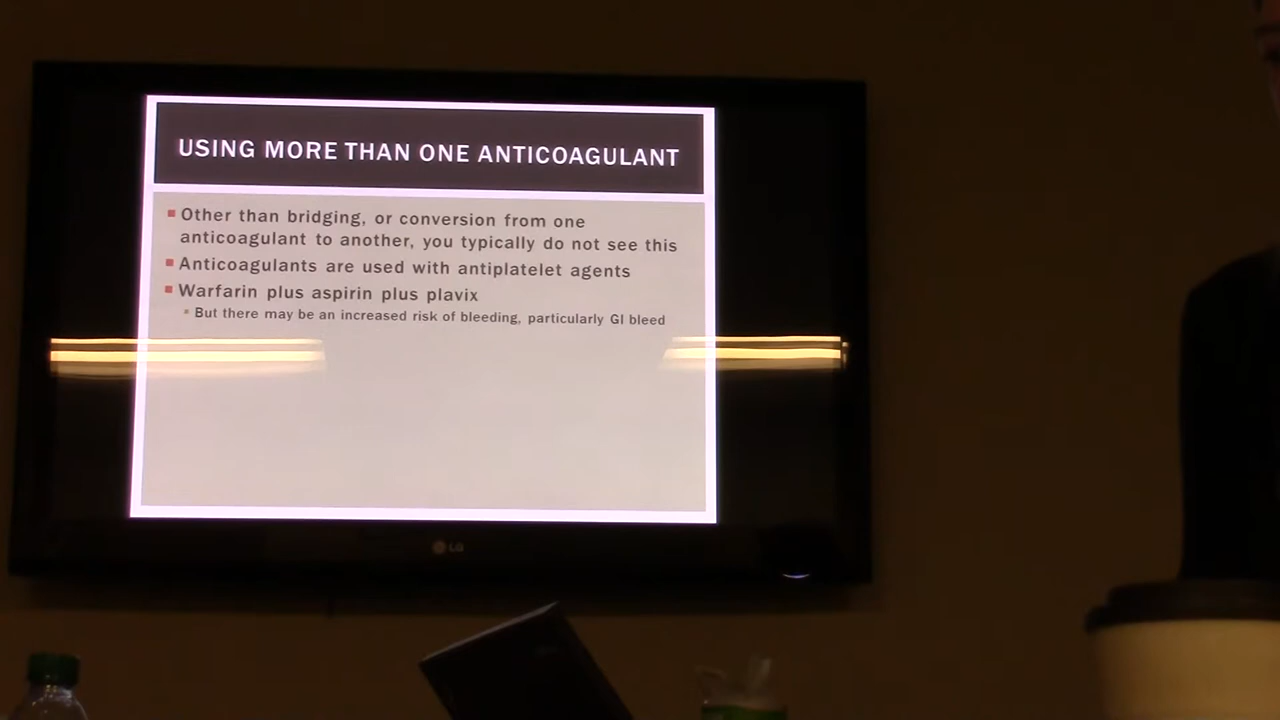 USING MORE THAN ONE ANTICOAGULANT
Other than bridging, or conversion from one
anticoagulant to another, you typically do not see this
Anticoagulants are used with antiplatelet agents
Warfarin plus aspirin plus plavix
But there may be an increased risk of bleeding, particularly GI bleed
LG